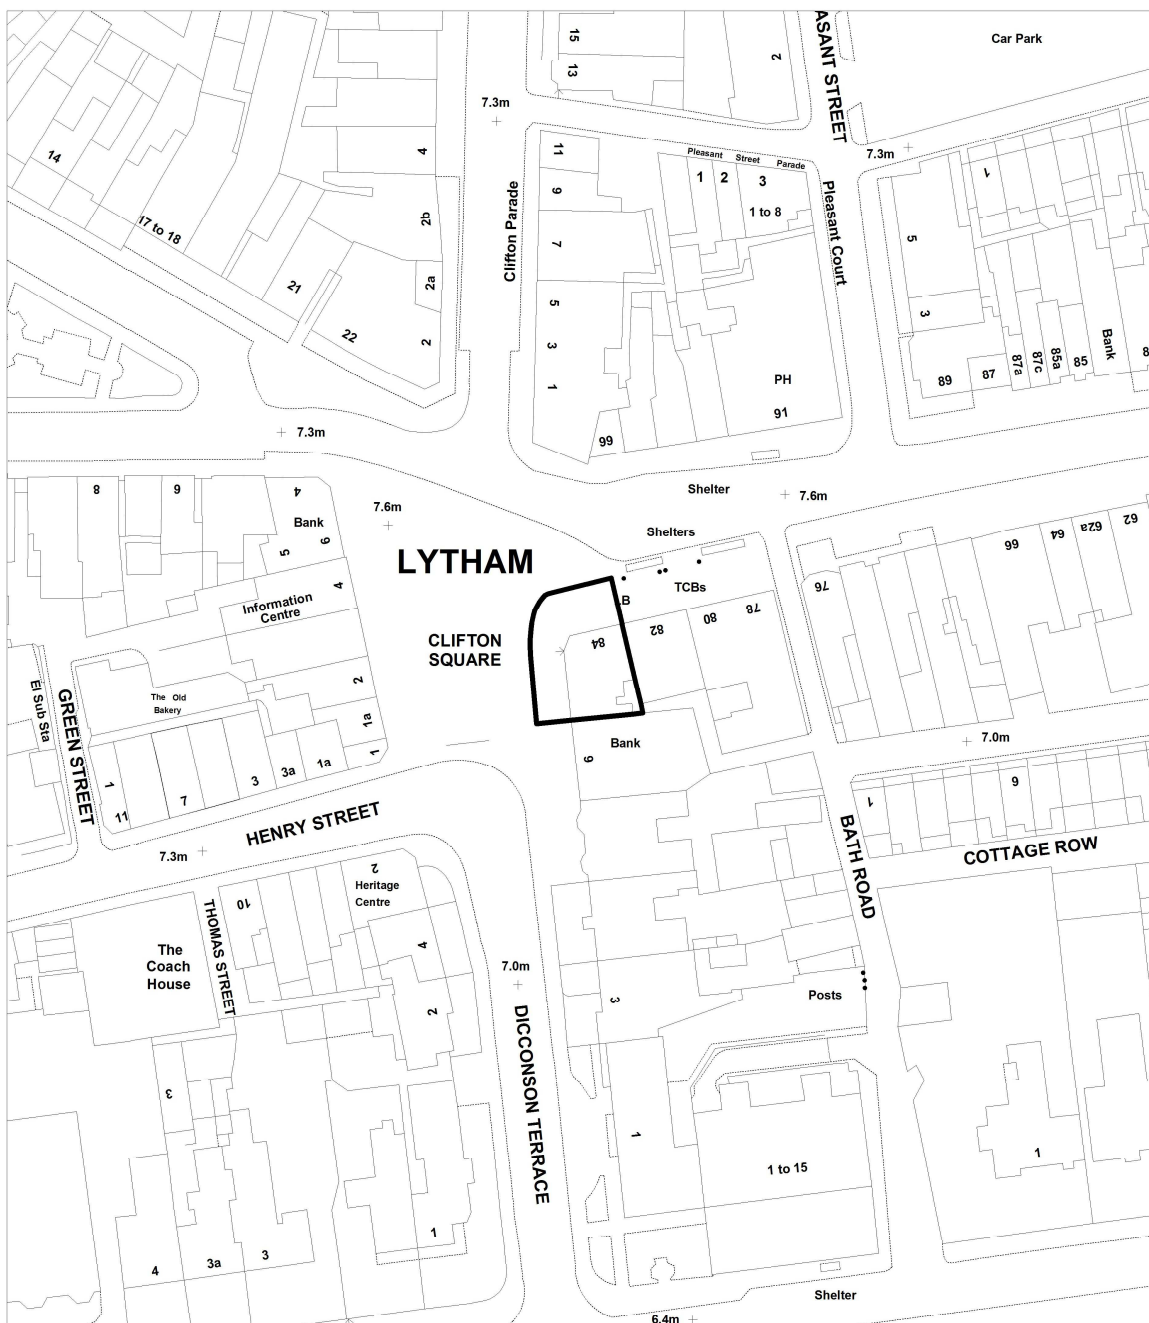 15
ASANT STREET
Car Park
13
2
7.3m
7.3m
14
4
11
Pleasant Street Parade
1
2
3
1
9
1 to 8
17 to 18
2b
Clifton Parade
7
Pleasant Court
5
21
2a
5
3
22
2
3
1
PH
91
99
89
87
87a
87c
85a
85
Bank
8
7.3m
8
6
4
Bank
5
6
7.6m
Shelter
7.6m
Shelters
LYTHAM
TCBs
66
64
62a
62
76
Information
Centre
4
CLIFTON
SQUARE
LB
84
82
80
78
El Sub Sta
GREEN STREET
The Old
Bakery
2
1a
1
1
11
7
3
3a
1a
Bank
9
7.0m
1
6
HENRY STREET
7.3m
BATH ROAD
COTTAGE ROW
10
2
Heritage
Centre
4
The
Coach
House
THOMAS STREET
7.0m
2
3
Posts
DICCONSON TERRACE
3
1
1
1 to 15
4
3a
3
1
Shelter
6.4m